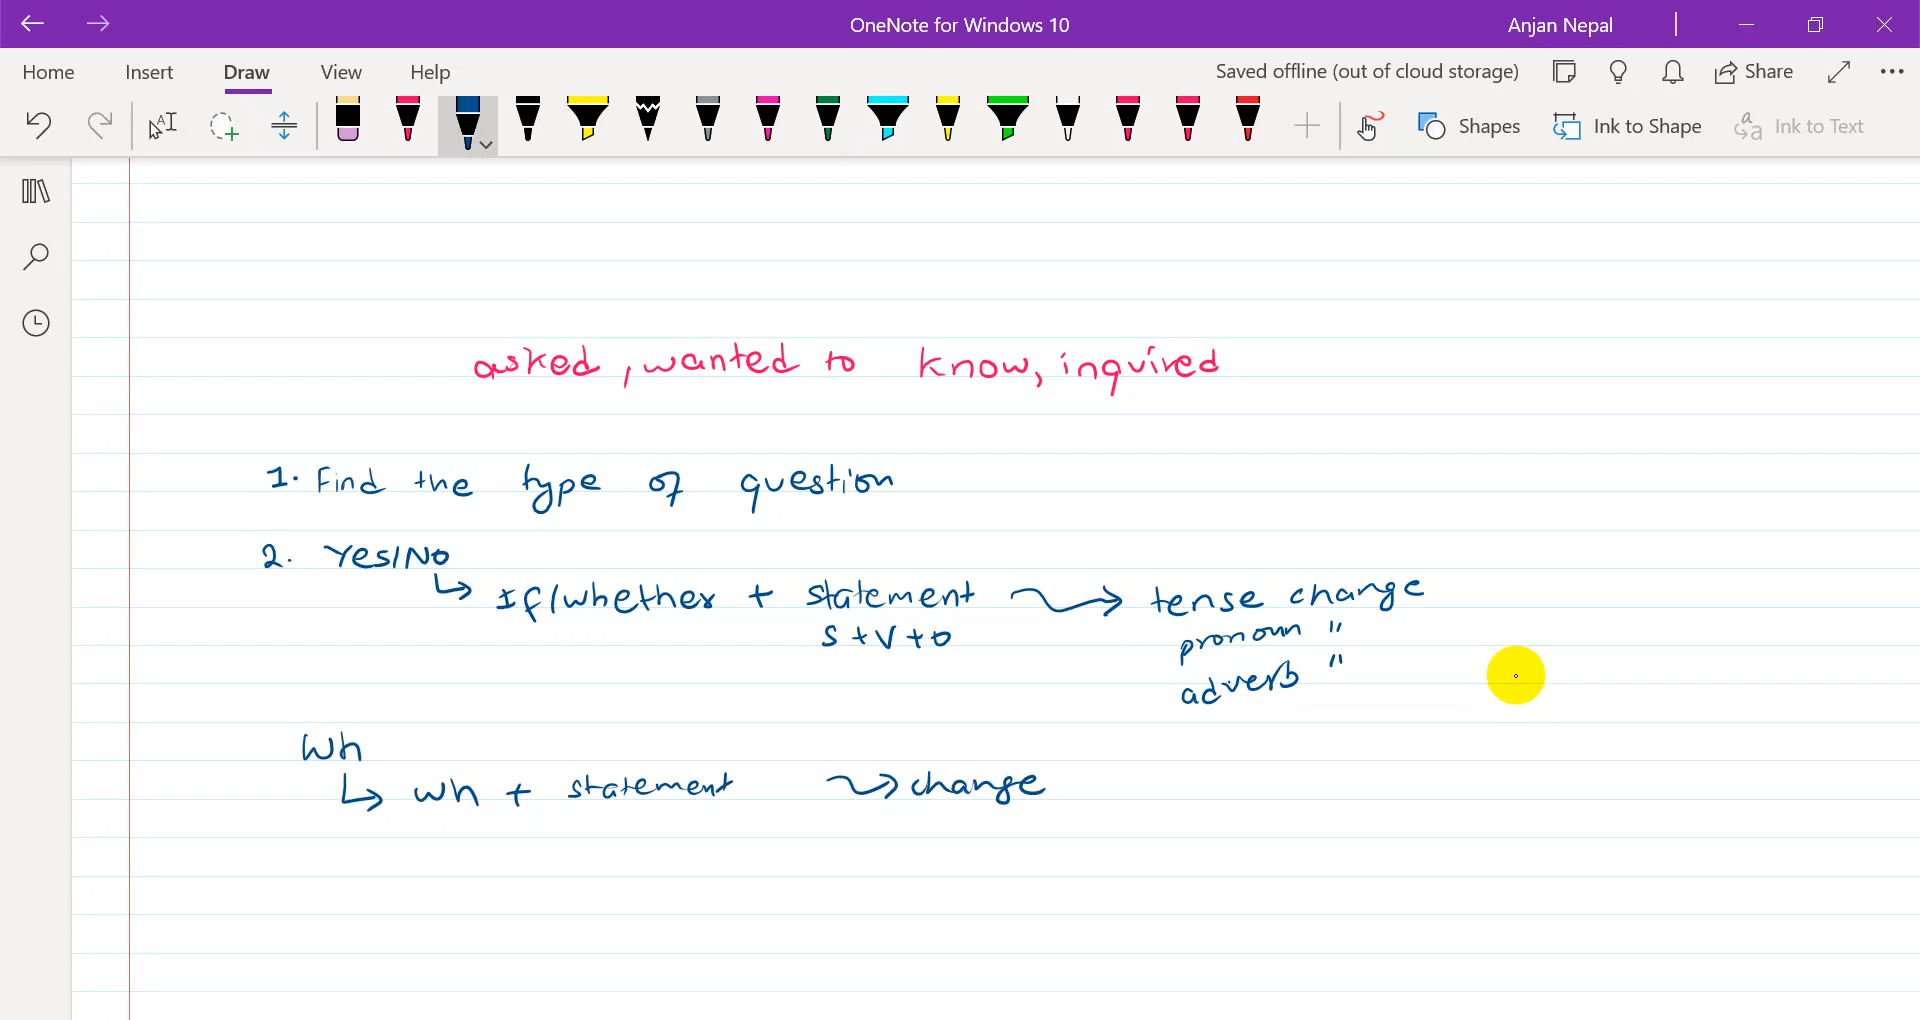 OneNote for Windows 10
Anjan Nepal
Home Insert Draw View Help
Saved offline (out of cloud storage)
Share
Shapes
Ink to Shape
Ink to Text
asked, wanted to know, inquired
1. Find the type of question
2. Yes/No
↳ If/whether + statement → tense change
S + V + O
pronoun "
adverb "
Wh
↳ wh + statement → change